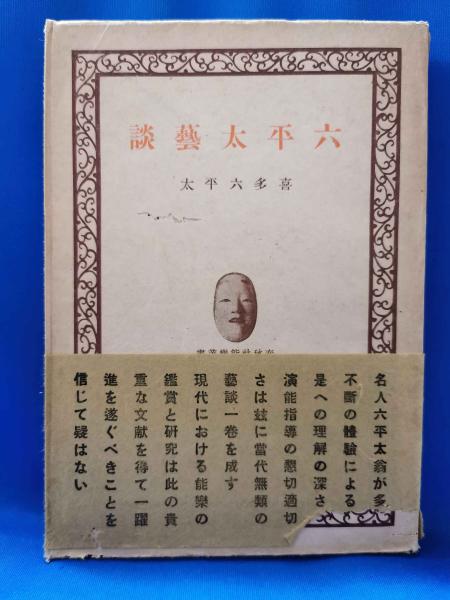 六平太藝談
喜多六平太
名人六平太翁が多
不斷の體驗による
是への理解の深さ
演能指導の懇切適切
さは玆に當代無類の
藝談一卷を成す
現代における能樂の
鑑賞と研究は此の貴
重な文献を得て一躍
進を遂ぐべきことを
信じて疑はない